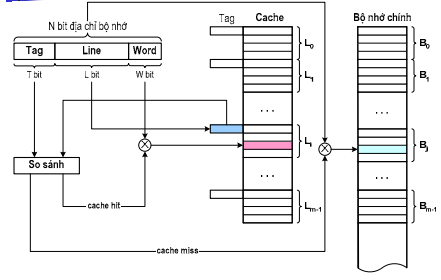 N bit địa chỉ bộ nhớ
Tag Cache Bộ nhớ chính
Tag Line Word
T bit L bit W bit
L0 B0
L1 B1
... ...
Li Bj
So sánh
... ...
cache hit
Lm-1 Bm-1
cache miss